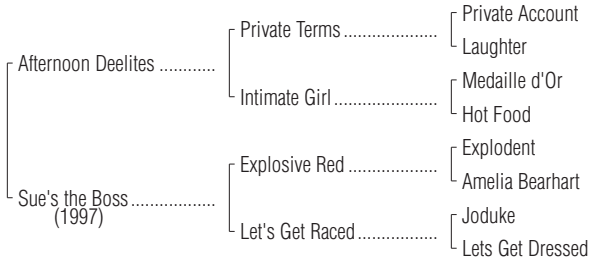 Private Account
Private Terms ....................
Laughter
Afternoon Deelites ............
Medaille d'Or
Intimate Girl ......................
Hot Food
Explodent
Explosive Red ...................
Amelia Bearhart
Sue's the Boss ..................
(1997)
Joduke
Let's Get Raced .................
Lets Get Dressed